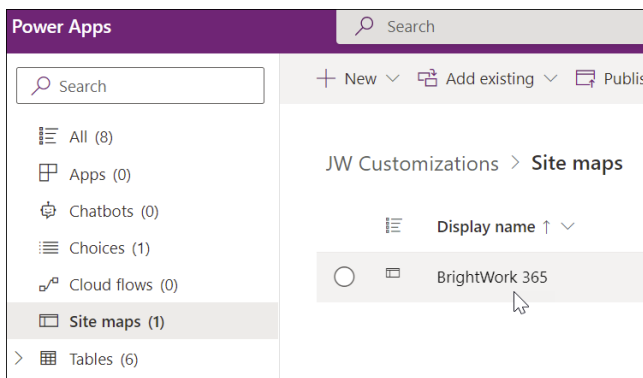 Power Apps
Search
Search
New
Add existing
All (8)
Apps (0)
Chatbots (0)
Choices (1)
Cloud flows (0)
Site maps (1)
Tables (6)
JW Customizations > Site maps
Display name ↑
BrightWork 365